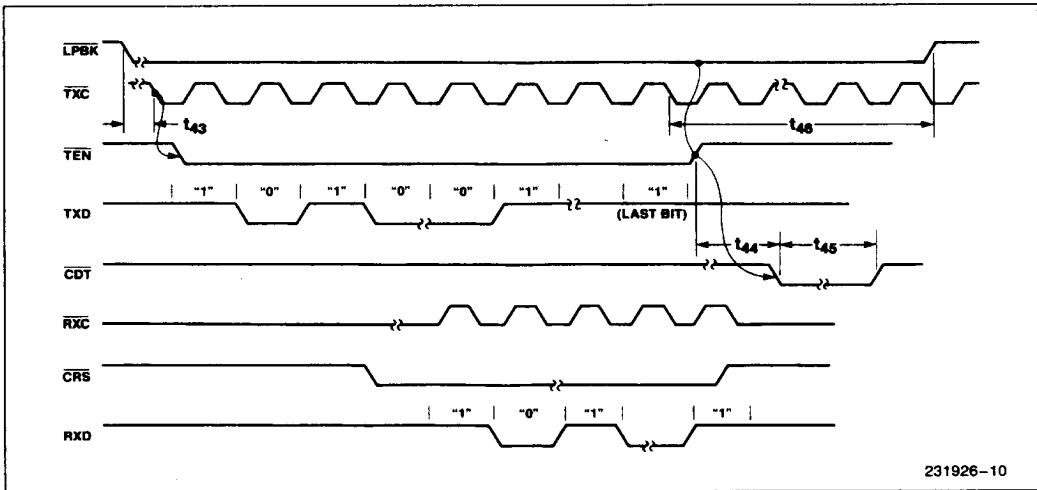 LPBK
TXC
t43
t46
TEN
"1" "0" "1" "0" "0" "1" "1"
TXD
(LAST BIT)
t44 t45
CDT
RXC
CRS
"1" "0" "1" "1"
RXD
231926-10